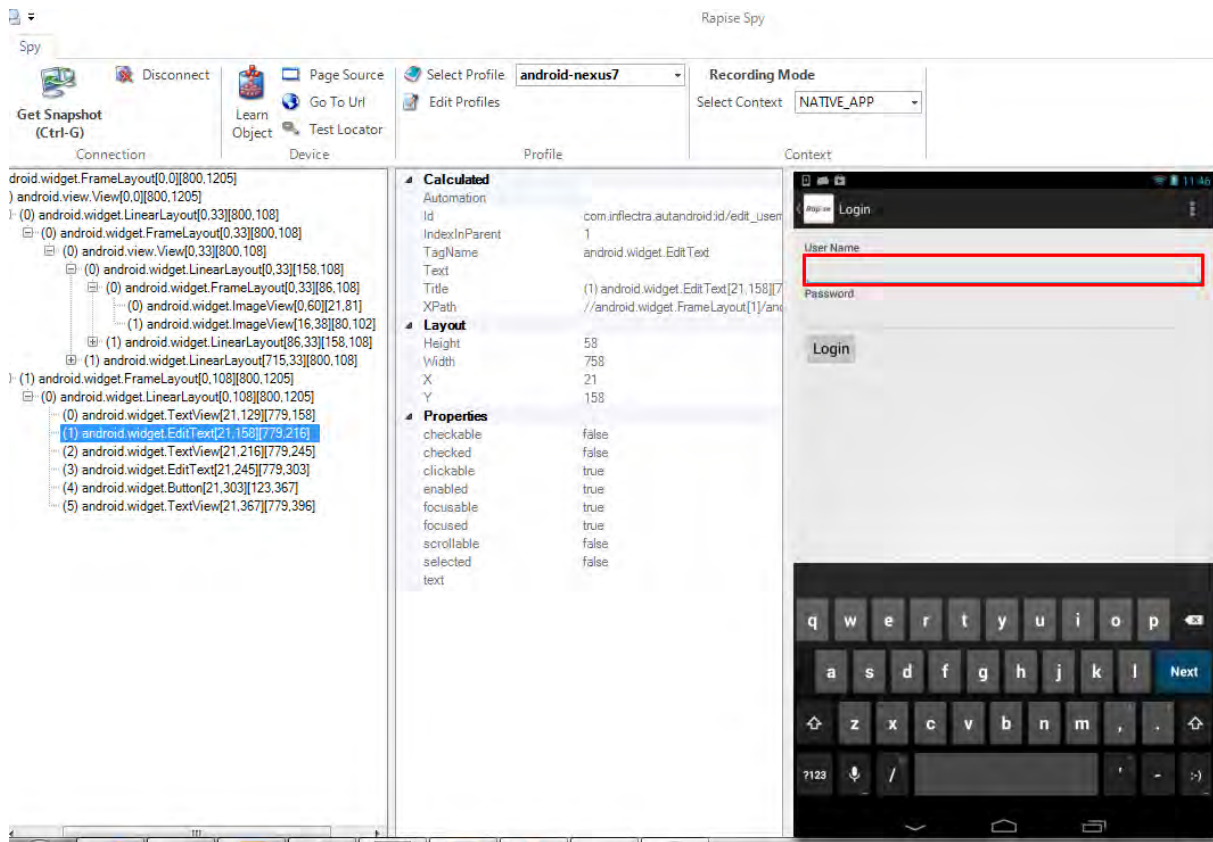 Rapise Spy
Spy
Get Snapshot
(Ctrl-G)
Disconnect
Connection
Learn
Object
Page Source
Go To Url
Test Locator
Device
Select Profile android-nexus7
Edit Profiles
Profile
Recording Mode
Select Context NATIVE_APP
Context
droid.widget.FrameLayout[0,0][800,1205]
) android.view.View[0,0][800,1205]
(0) android.widget.LinearLayout[0,33][800,108]
(0) android.widget.FrameLayout[0,33][800,108]
(0) android.view.View[0,33][800,108]
(0) android.widget.LinearLayout[0,33][158,108]
(0) android.widget.FrameLayout[0,33][86,108]
(0) android.widget.ImageView[0,60][21,81]
(1) android.widget.ImageView[16,38][80,102]
(1) android.widget.LinearLayout[86,33][158,108]
(1) android.widget.LinearLayout[715,33][800,108]
(1) android.widget.FrameLayout[0,108][800,1205]
(0) android.widget.LinearLayout[0,108][800,1205]
(0) android.widget.TextView[21,129][779,158]
(1) android.widget.EditText[21,158][779,216]
(2) android.widget.TextView[21,216][779,245]
(3) android.widget.EditText[21,245][779,303]
(4) android.widget.Button[21,303][123,367]
(5) android.widget.TextView[21,367][779,396]
Calculated
Automation
Id com.inflectra.autandroid:id/edit_usern
IndexInParent 1
TagName android.widget.EditText
Text
Title (1) android.widget.EditText[21,158][7
XPath //android.widget.FrameLayout[1]/and
Layout
Height 58
Width 758
X 21
Y 158
Properties
checkable false
checked false
clickable true
enabled true
focusable true
focused true
scrollable false
selected false
text
11:46
Rapise Login
User Name
Password
Login
q w e r t y u i o p
a s d f g h j k l Next
z x c v b n m , .
?123 / ' - :-)